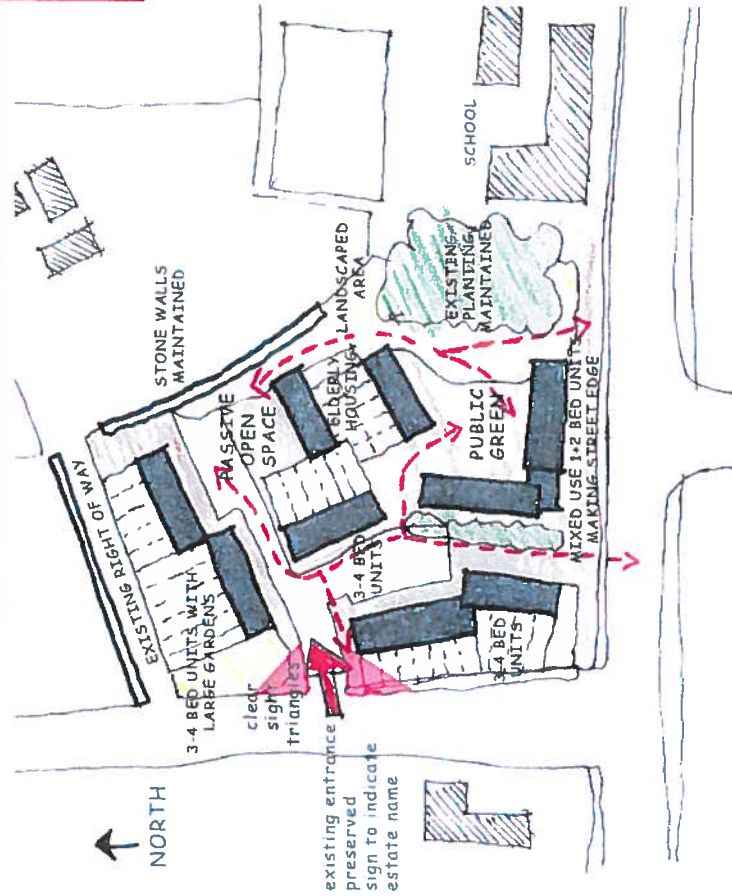 SCHOOL
STONE WALLS
MAINTAINED
LANDSCAPED
AREA
EXISTING
PLANTING
MAINTAINED
EXISTING RIGHT OF WAY
PASSIVE
OPEN
SPACE
ELDERLY
HOUSING
PUBLIC
GREEN
MIXED USE 1+2 BED UNITS
MAKING STREET EDGE
3-4 BED
UNITS
3-4 BED UNITS WITH
LARGE GARDENS
3-4 BED
UNITS
clear
sight
triangles
existing entrance
preserved
sign to indicate
estate name
NORTH